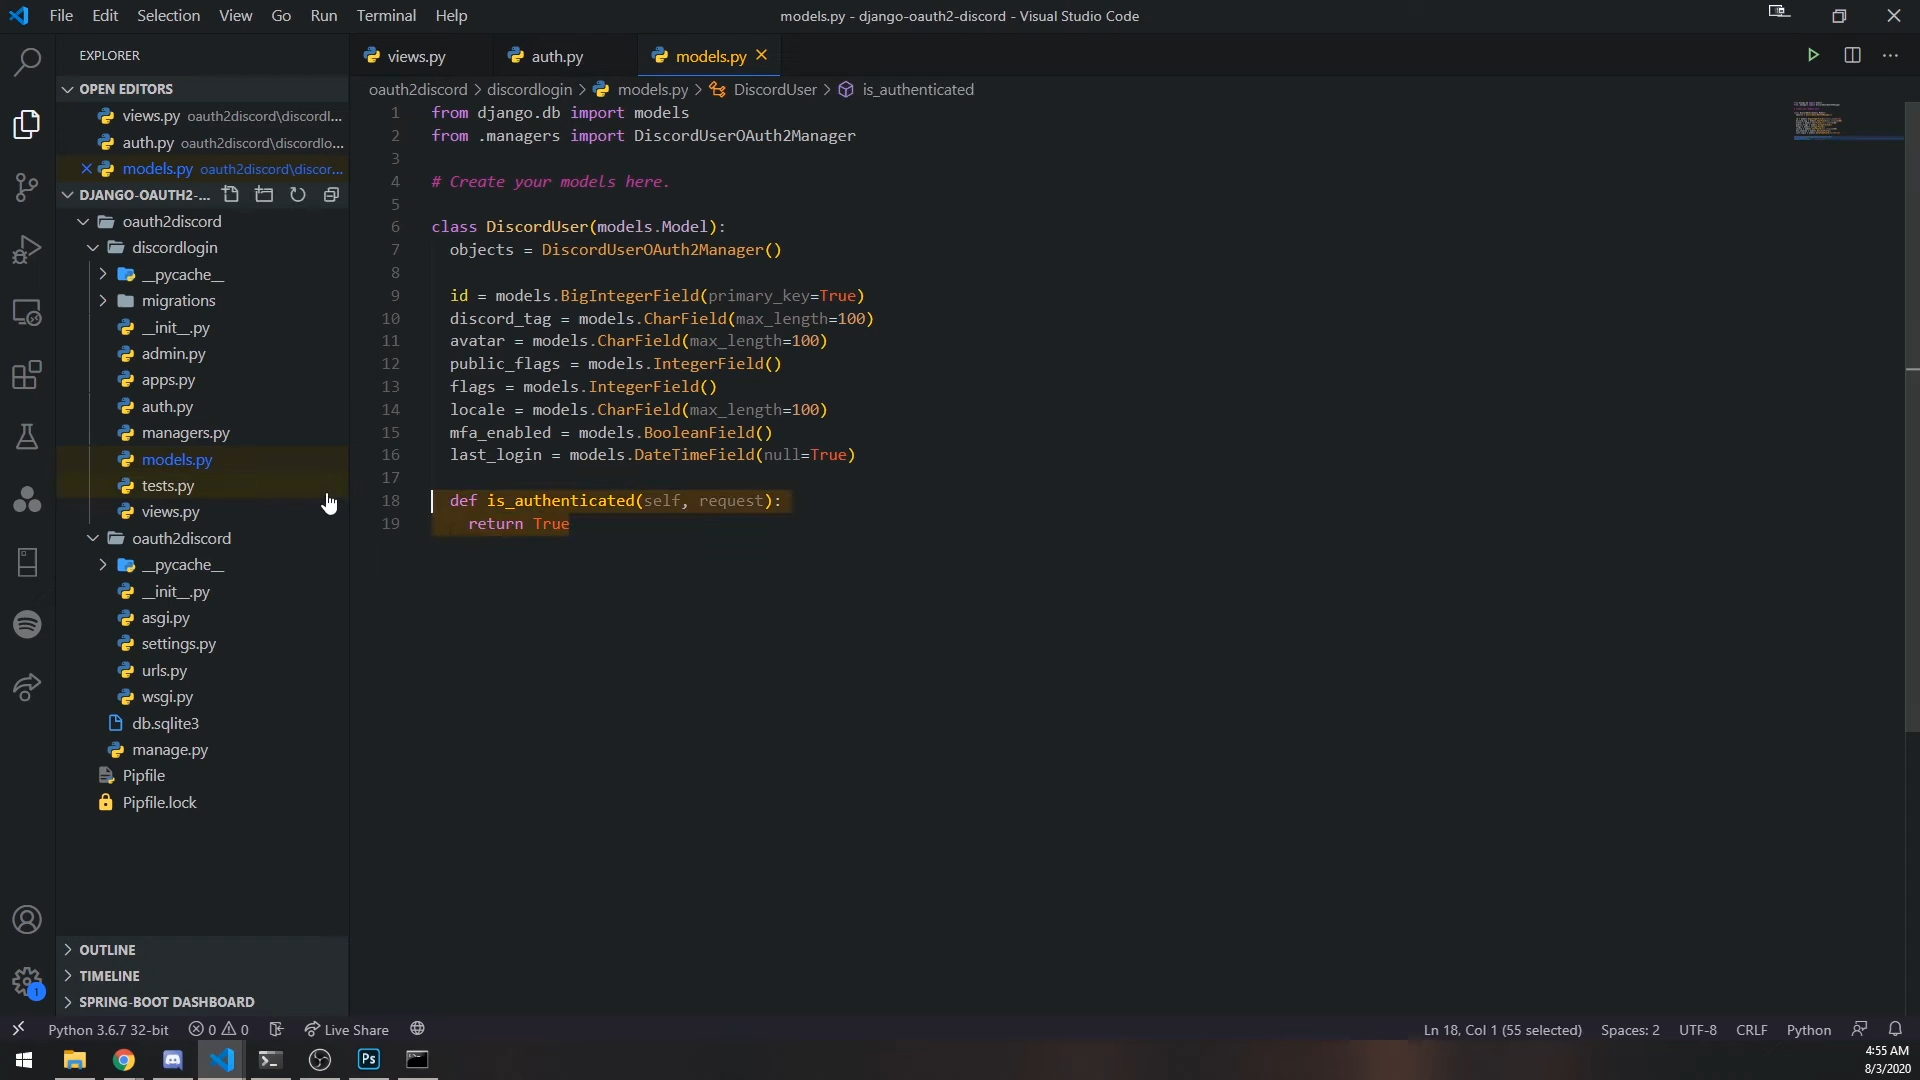 File Edit Selection View Go Run Terminal Help
models.py - django-oauth2-discord - Visual Studio Code
EXPLORER
OPEN EDITORS
views.py oauth2discord\discordl...
auth.py oauth2discord\discordlo...
models.py oauth2discord\discor...
DJANGO-OAUTH2-...
oauth2discord
discordlogin
__pycache__
migrations
__init__.py
admin.py
apps.py
auth.py
managers.py
models.py
tests.py
views.py
oauth2discord
__pycache__
__init__.py
asgi.py
settings.py
urls.py
wsgi.py
db.sqlite3
manage.py
Pipfile
Pipfile.lock
OUTLINE
TIMELINE
SPRING-BOOT DASHBOARD
1
views.py auth.py models.py
oauth2discord > discordlogin > models.py > DiscordUser > is_authenticated
1 from django.db import models
2 from .managers import DiscordUserOAuth2Manager
3
4 # Create your models here.
5
6 class DiscordUser(models.Model):
7 objects = DiscordUserOAuth2Manager()
8
9 id = models.BigIntegerField(primary_key=True)
10 discord_tag = models.CharField(max_length=100)
11 avatar = models.CharField(max_length=100)
12 public_flags = models.IntegerField()
13 flags = models.IntegerField()
14 locale = models.CharField(max_length=100)
15 mfa_enabled = models.BooleanField()
16 last_login = models.DateTimeField(null=True)
17
18 def is_authenticated(self, request):
19 return True
Python 3.6.7 32-bit 0 0 Live Share
Ln 18, Col 1 (55 selected) Spaces: 2 UTF-8 CRLF Python
Ps
4:55 AM
8/3/2020